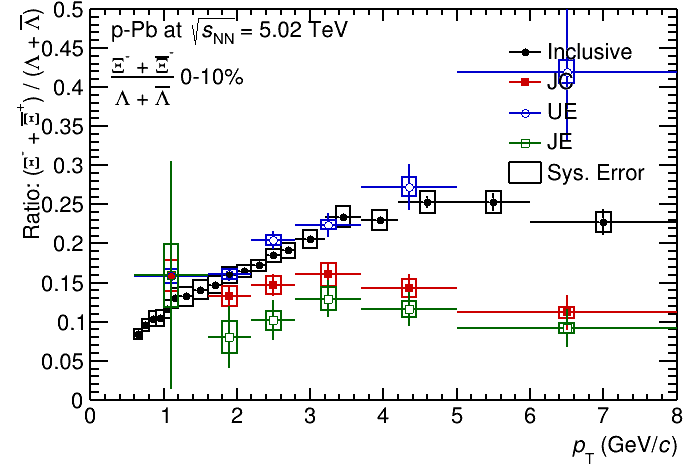 p-Pb at √s_NN = 5.02 TeV
Ξ⁻ + Ξ̅⁻
Λ + Λ̅
0-10%
Inclusive
JC
UE
JE
Sys. Error
Ratio: (Ξ⁻ + Ξ̅⁺) / (Λ + Λ̅)
0.5
0.45
0.4
0.35
0.3
0.25
0.2
0.15
0.1
0.05
0
0 1 2 3 4 5 6 7 8
p_T (GeV/c)